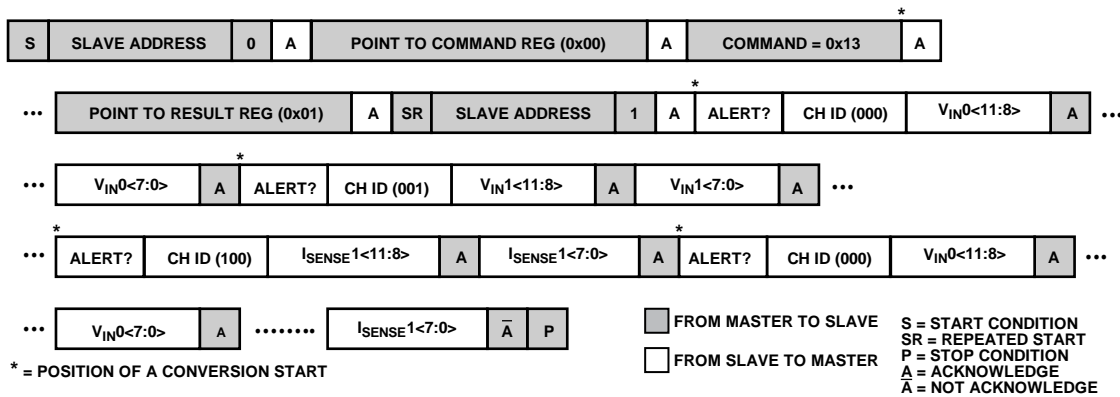 *
S SLAVE ADDRESS 0 A POINT TO COMMAND REG (0x00) A COMMAND = 0x13 A
*
••• POINT TO RESULT REG (0x01) A SR SLAVE ADDRESS 1 A ALERT? CH ID (000) VIN0<11:8> A •••
*
••• VIN0<7:0> A ALERT? CH ID (001) VIN1<11:8> A VIN1<7:0> A •••
* *
••• ALERT? CH ID (100) ISENSE1<11:8> A ISENSE1<7:0> A ALERT? CH ID (000) VIN0<11:8> A •••
••• VIN0<7:0> A •••••••• ISENSE1<7:0> A̅ P
* = POSITION OF A CONVERSION START
FROM MASTER TO SLAVE
FROM SLAVE TO MASTER
S = START CONDITION
SR = REPEATED START
P = STOP CONDITION
A = ACKNOWLEDGE
A̅ = NOT ACKNOWLEDGE